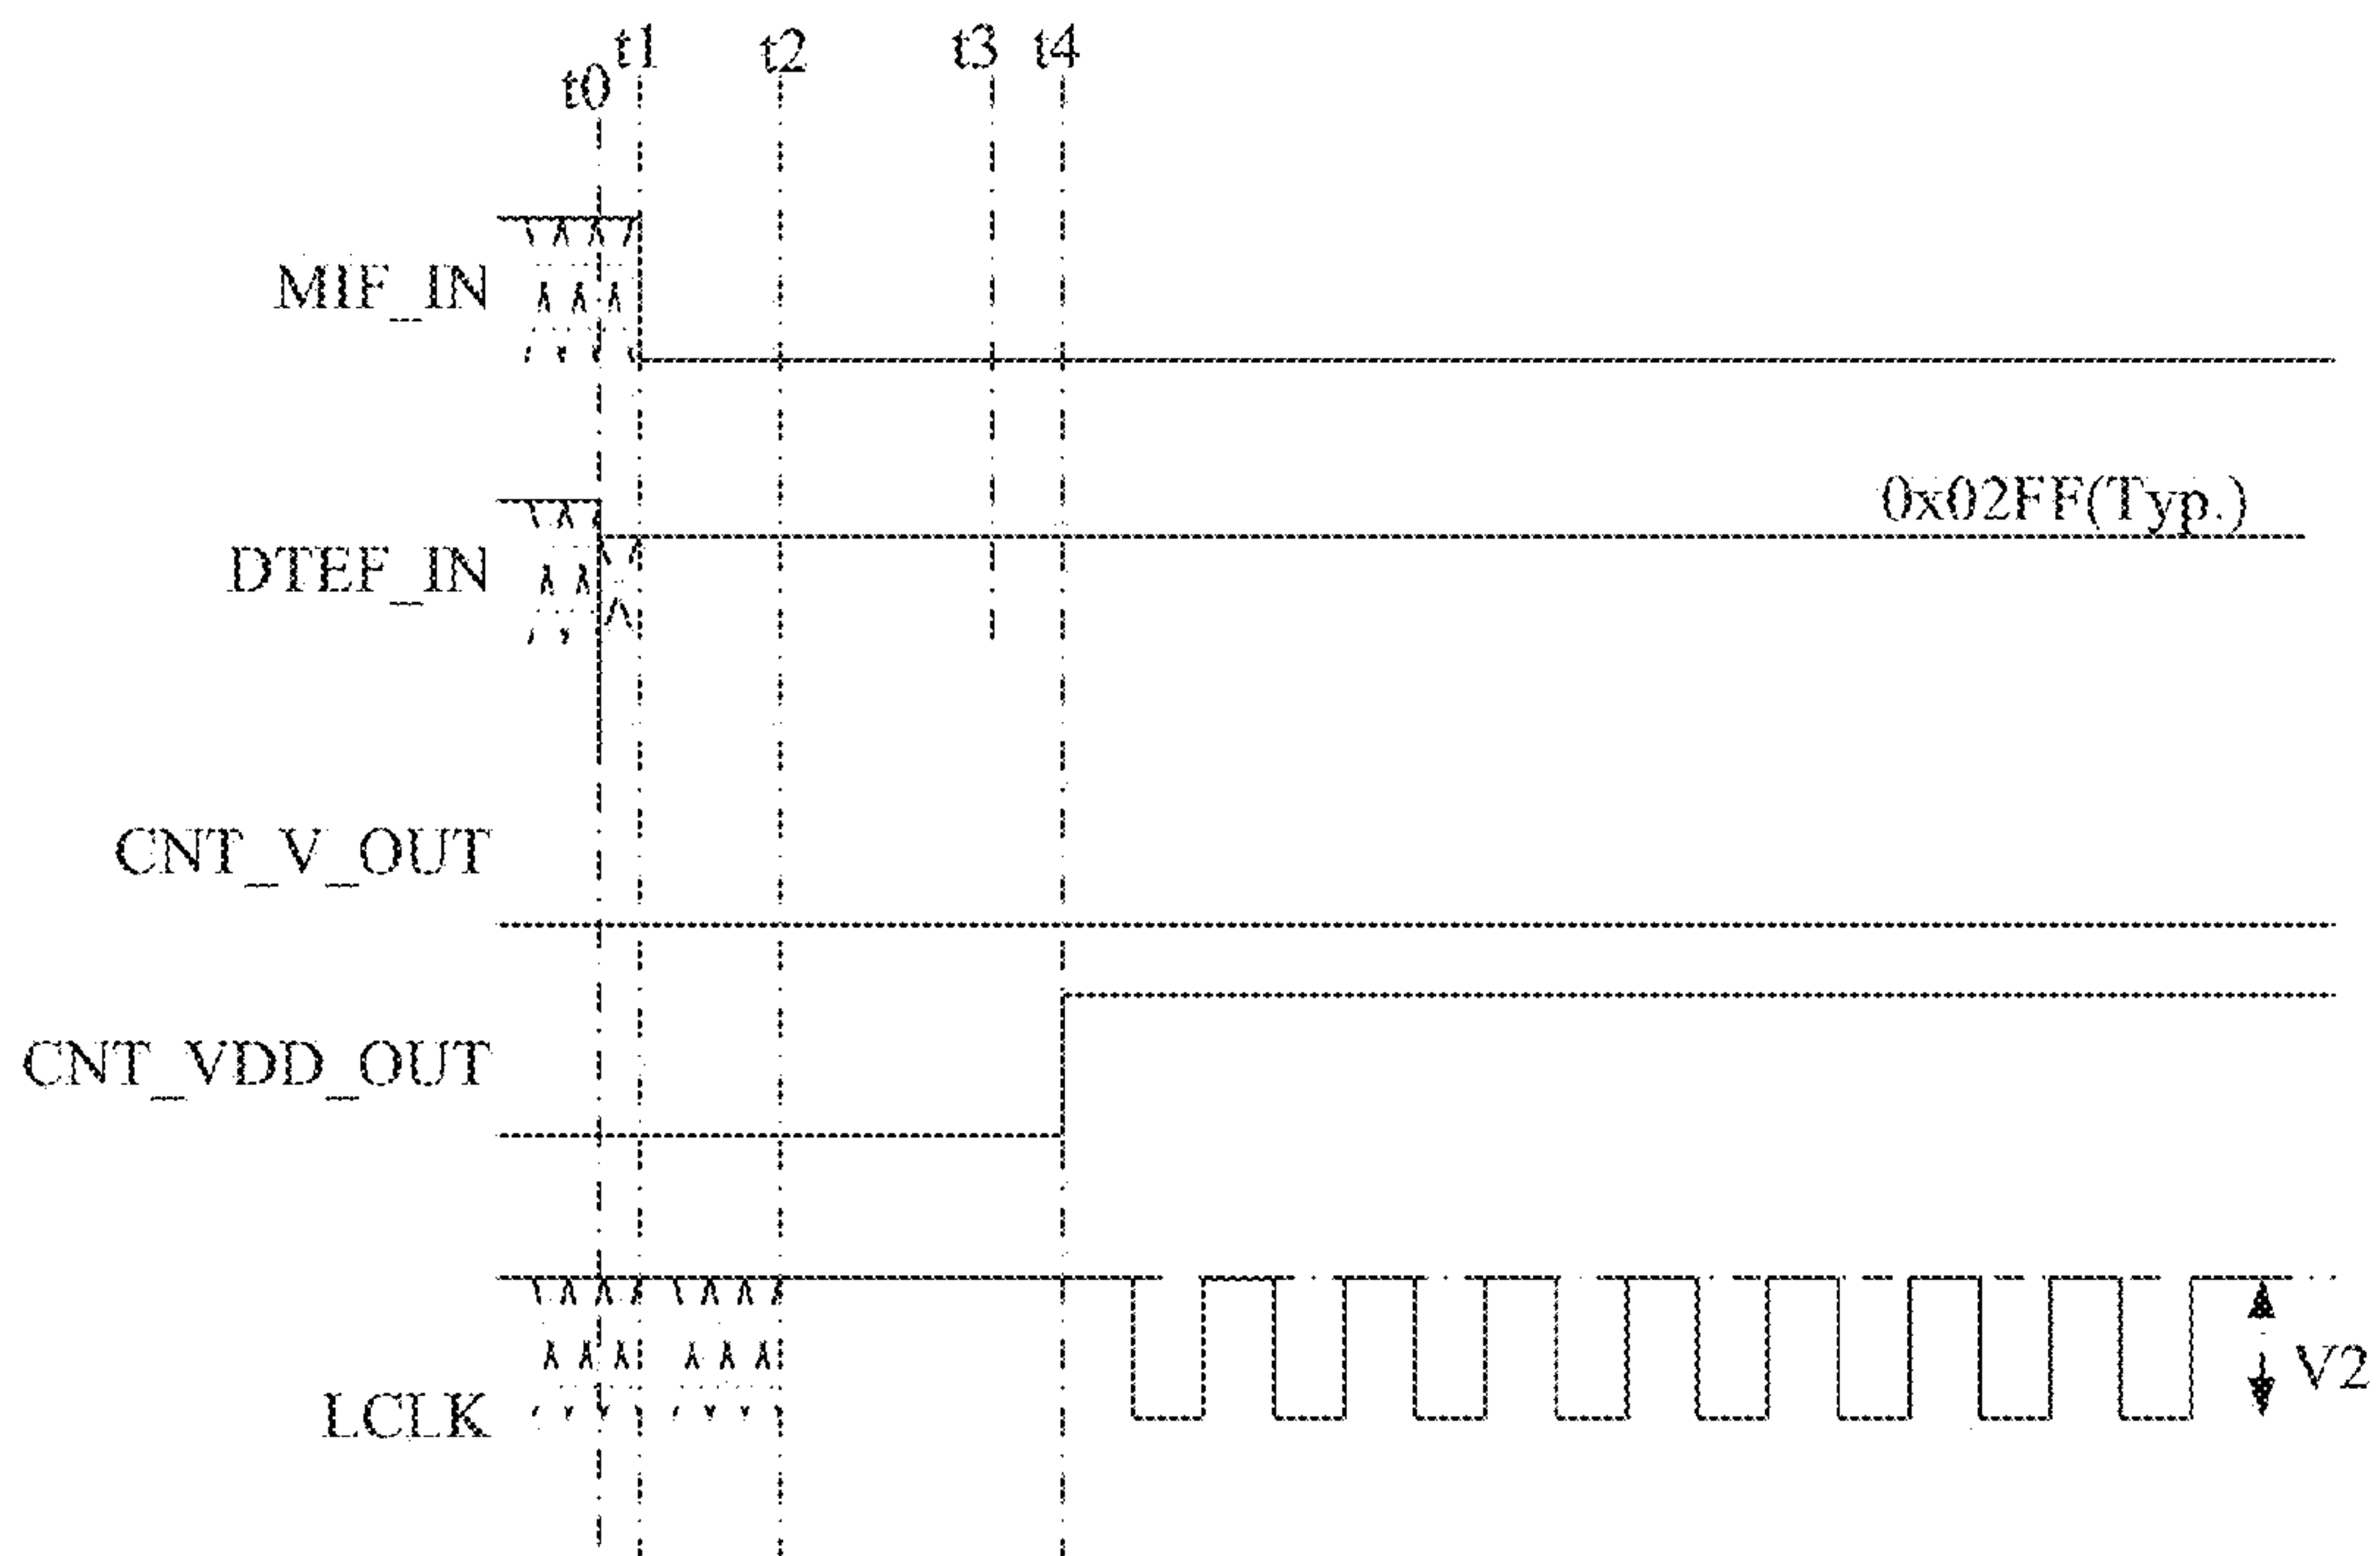 t0 t1 t2 t3 t4
MIF_IN
0x02FF(Typ.)
DTEF_IN
CNT_V_OUT
CNT_VDD_OUT
V2
LCLK